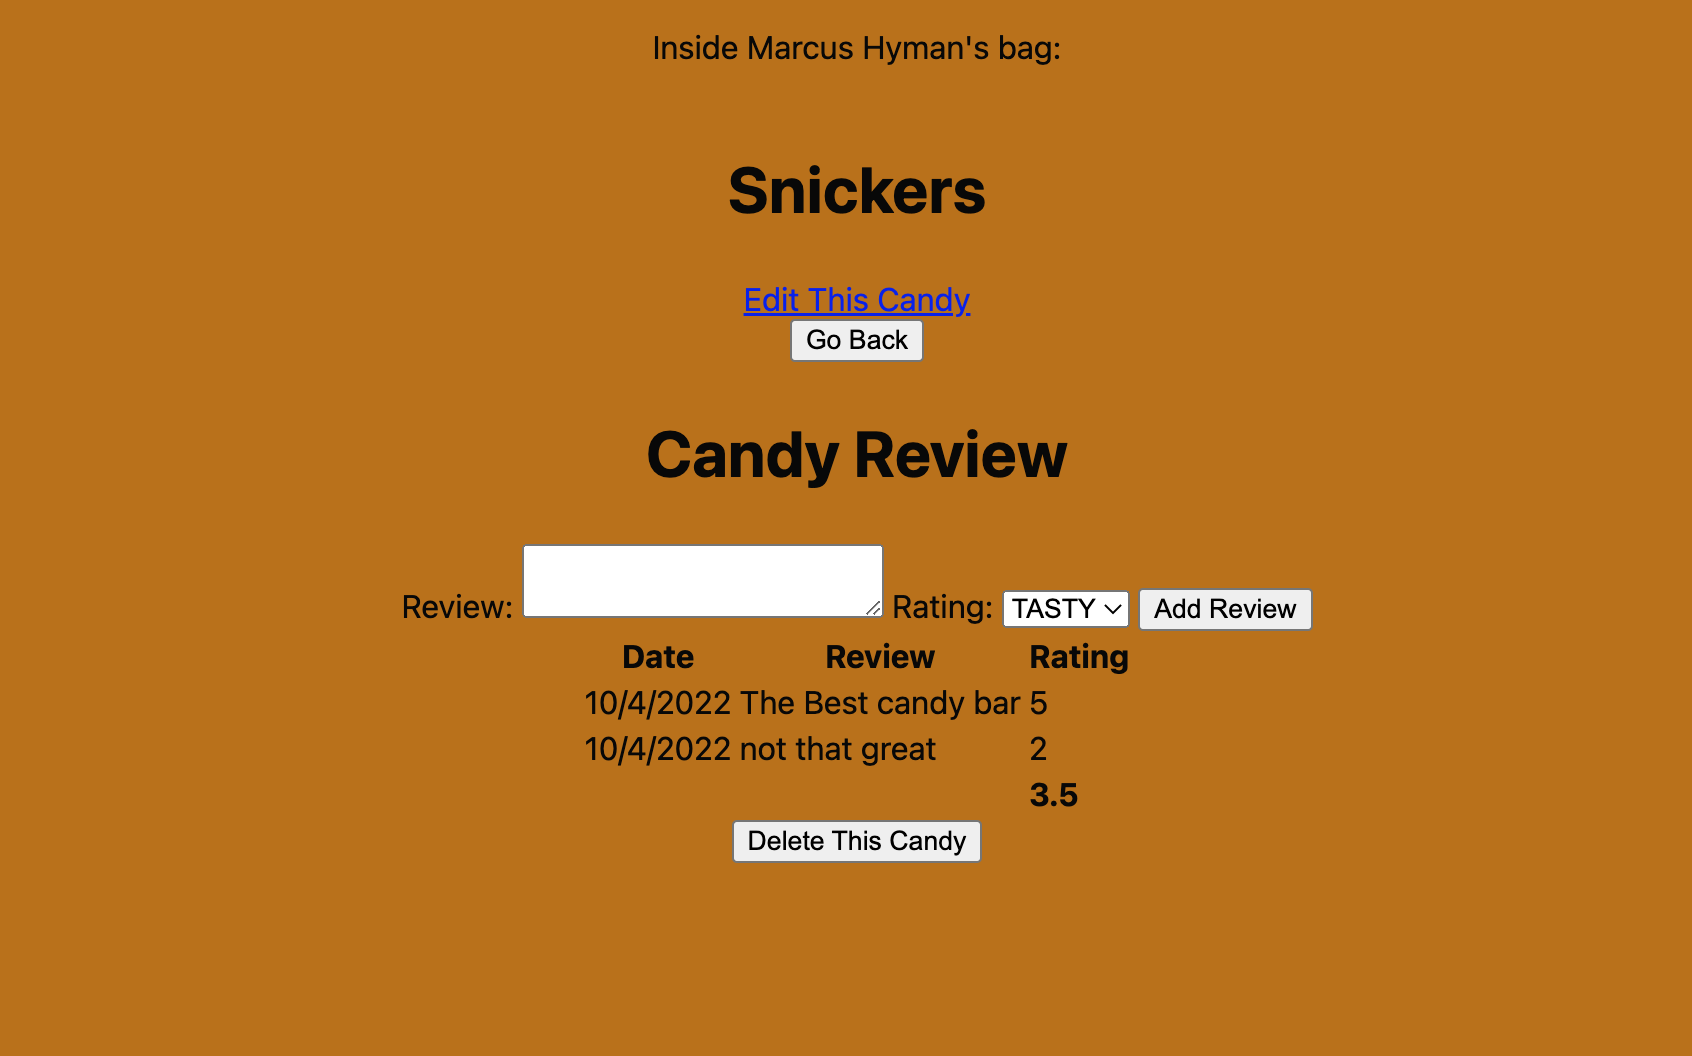 Inside Marcus Hyman's bag:
Snickers
Edit This Candy
Go Back
Candy Review
Review: Rating: TASTY Add Review
Date Review Rating
10/4/2022 The Best candy bar 5
10/4/2022 not that great 2
3.5
Delete This Candy